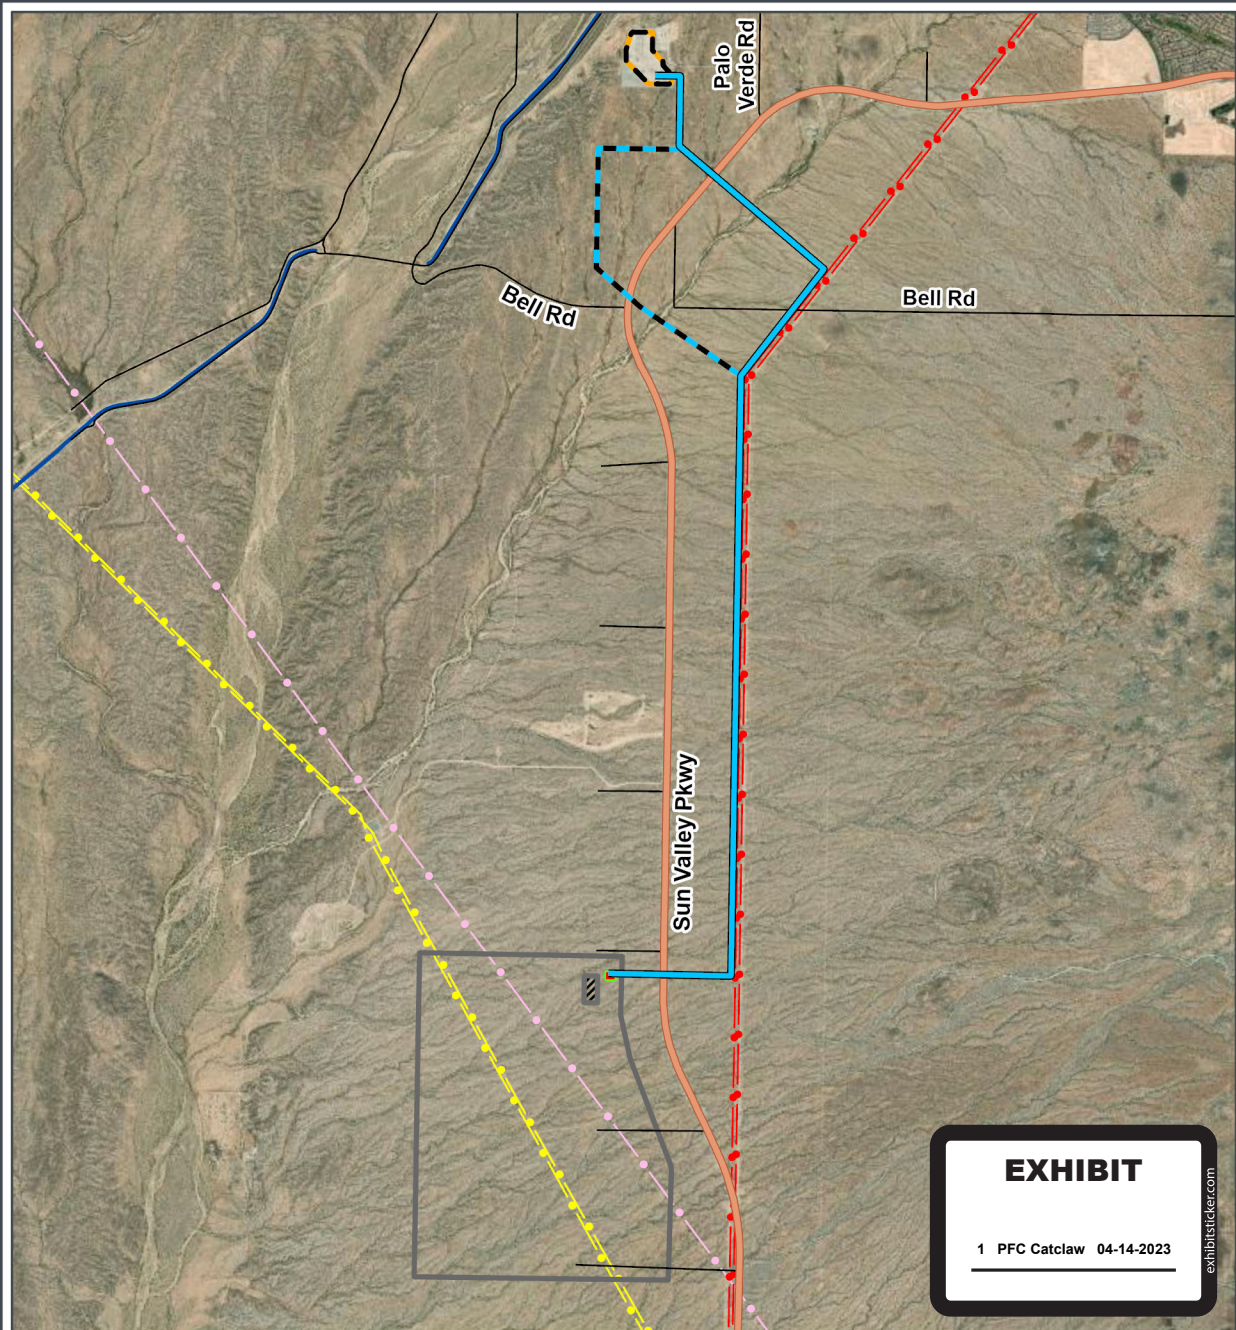 Palo
Verde Rd
Bell Rd
Bell Rd
Sun Valley Pkwy
EXHIBIT
1 PFC Catclaw 04-14-2023
exhibitsticker.com